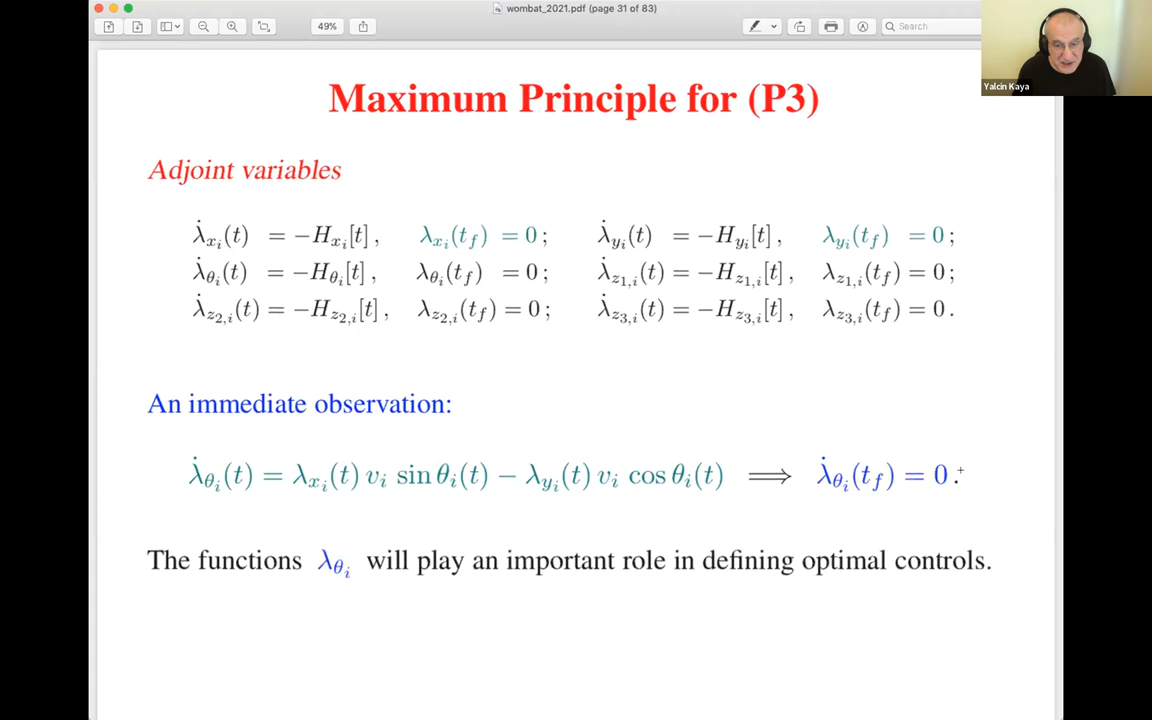 wombat_2021.pdf (page 31 of 83)
49%
Search
Yalcin Kaya
Maximum Principle for (P3)
Adjoint variables
λ̇_{x_i}(t) = −H_{x_i}[t] , λ_{x_i}(t_f) = 0 ; λ̇_{y_i}(t) = −H_{y_i}[t] , λ_{y_i}(t_f) = 0 ;
λ̇_{θ_i}(t) = −H_{θ_i}[t] , λ_{θ_i}(t_f) = 0 ; λ̇_{z_{1,i}}(t) = −H_{z_{1,i}}[t] , λ_{z_{1,i}}(t_f) = 0 ;
λ̇_{z_{2,i}}(t) = −H_{z_{2,i}}[t] , λ_{z_{2,i}}(t_f) = 0 ; λ̇_{z_{3,i}}(t) = −H_{z_{3,i}}[t] , λ_{z_{3,i}}(t_f) = 0 .
An immediate observation:
λ̇_{θ_i}(t) = λ_{x_i}(t) v_i sin θ_i(t) − λ_{y_i}(t) v_i cos θ_i(t) ⟹ λ̇_{θ_i}(t_f) = 0 .
The functions λ_{θ_i} will play an important role in defining optimal controls.